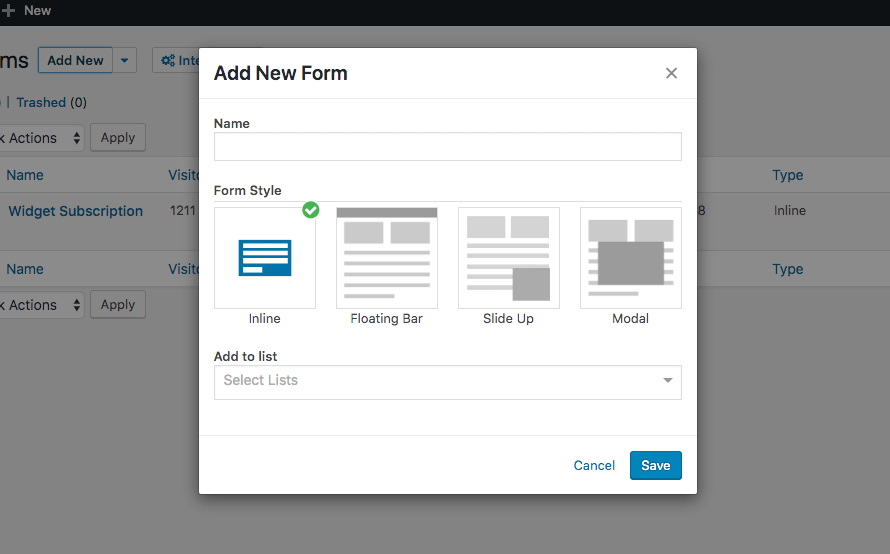 New
ms Add New Inte
| Trashed (0)
k Actions Apply
Name Visito Type
Widget Subscription 1211 8 Inline
Name Visito Type
k Actions Apply
Add New Form
Name
Form Style
Inline Floating Bar Slide Up Modal
Add to list
Select Lists
Cancel Save